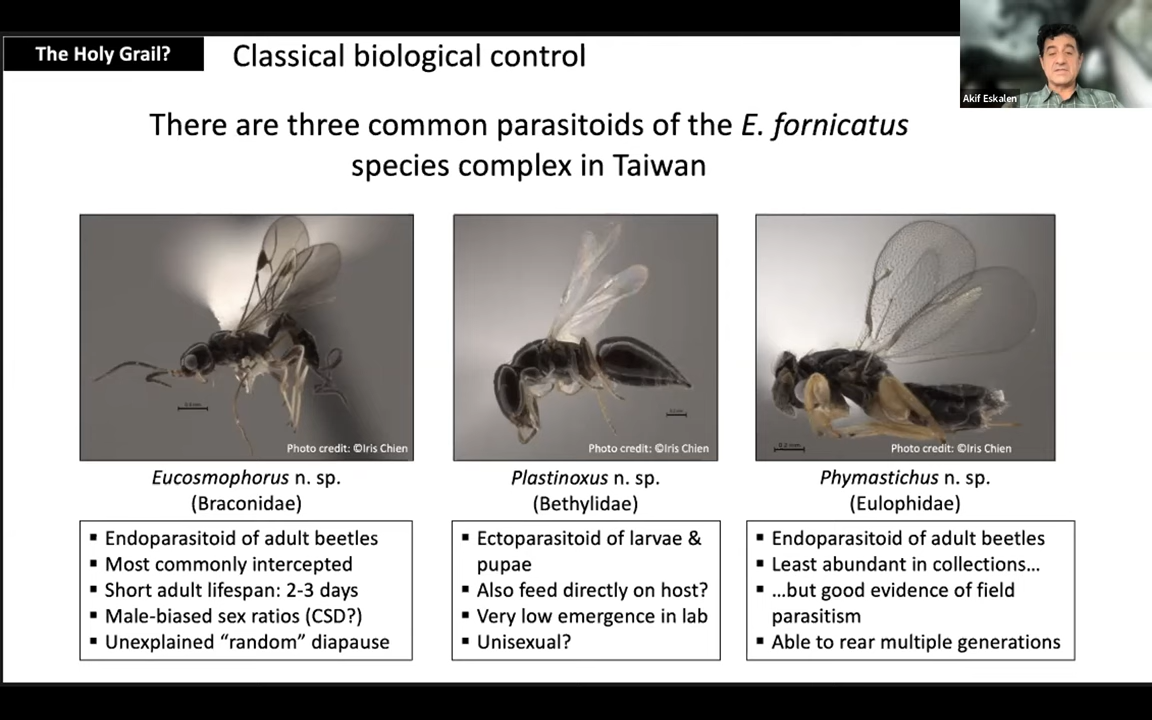 The Holy Grail?
Classical biological control
Akif Eskalen
There are three common parasitoids of the E. fornicatus
species complex in Taiwan
Photo credit: ©Iris Chien
Photo credit: ©Iris Chien
0.2 mm
Photo credit: ©Iris Chien
Eucosmophorus n. sp.
(Braconidae)
▪ Endoparasitoid of adult beetles
▪ Most commonly intercepted
▪ Short adult lifespan: 2-3 days
▪ Male-biased sex ratios (CSD?)
▪ Unexplained “random” diapause
Plastinoxus n. sp.
(Bethylidae)
▪ Ectoparasitoid of larvae &
pupae
▪ Also feed directly on host?
▪ Very low emergence in lab
▪ Unisexual?
Phymastichus n. sp.
(Eulophidae)
▪ Endoparasitoid of adult beetles
▪ Least abundant in collections…
▪ …but good evidence of field
parasitism
▪ Able to rear multiple generations